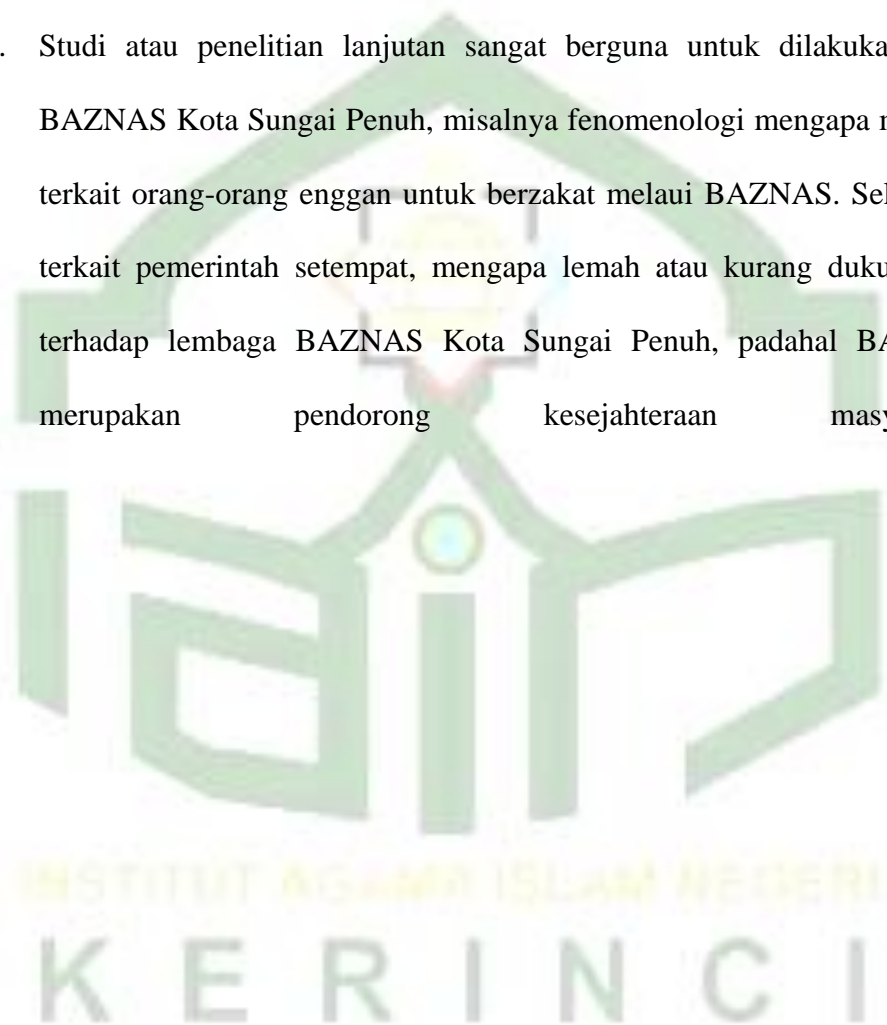 . Studi atau penelitian lanjutan sangat berguna untuk
BAZNAS Kota Sungai Penuh, misalnya fenomenologi mengapa
terkait orang-orang enggan untuk berzakat melaui BAZNAS.
terkait pemerintah setempat, mengapa lemah atau kurang
terhadap lembaga BAZNAS Kota Sungai Penuh, padahal
merupakan pendorong kesejahteraan
iain
INSTITUT AGAMA ISLAM NEGERI
KERINCI